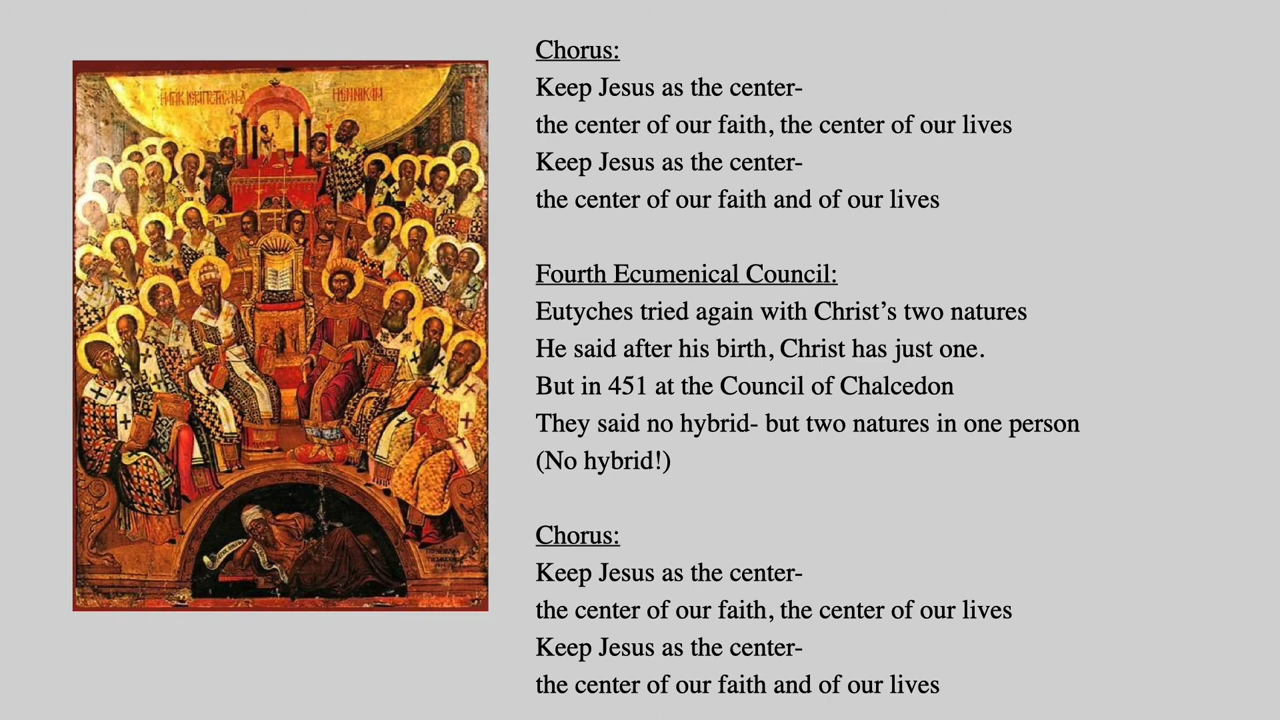 Chorus:
Keep Jesus as the center-
the center of our faith, the center of our lives
Keep Jesus as the center-
the center of our faith and of our lives
Fourth Ecumenical Council:
Eutyches tried again with Christ’s two natures
He said after his birth, Christ has just one.
But in 451 at the Council of Chalcedon
They said no hybrid- but two natures in one person
(No hybrid!)
Chorus:
Keep Jesus as the center-
the center of our faith, the center of our lives
Keep Jesus as the center-
the center of our faith and of our lives